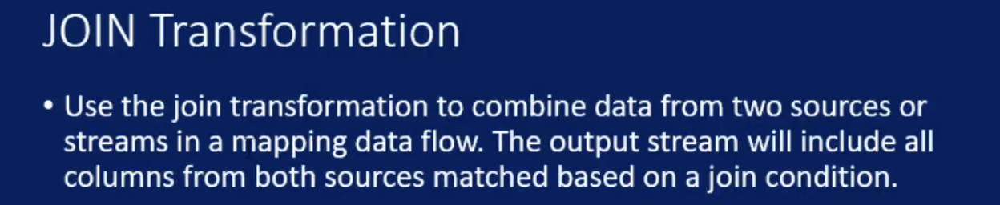 JOIN Transformation
• Use the join transformation to combine data from two sources or
streams in a mapping data flow. The output stream will include all
columns from both sources matched based on a join condition.